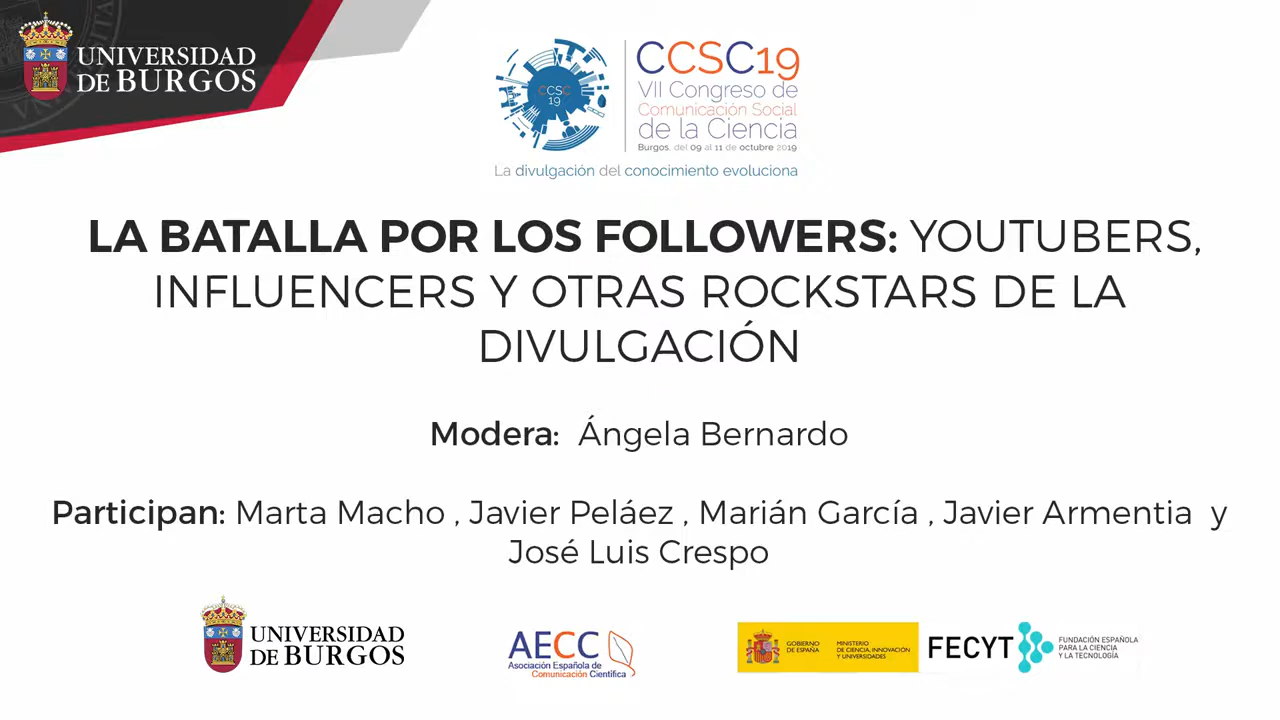 UNIVERSIDAD
DE BURGOS
CCSC
19
CCSC19
VII Congreso de
Comunicación Social
de la Ciencia
Burgos, del 09 al 11 de octubre 2019
La divulgación del conocimiento evoluciona
LA BATALLA POR LOS FOLLOWERS: YOUTUBERS,
INFLUENCERS Y OTRAS ROCKSTARS DE LA
DIVULGACIÓN
Modera: Ángela Bernardo
Participan: Marta Macho , Javier Peláez , Marián García , Javier Armentia y
José Luis Crespo
UNIVERSIDAD
DE BURGOS
AECC
Asociación Española de
Comunicación Científica
GOBIERNO
DE ESPAÑA
MINISTERIO
DE CIENCIA, INNOVACIÓN
Y UNIVERSIDADES
FECYT
FUNDACIÓN ESPAÑOLA
PARA LA CIENCIA
Y LA TECNOLOGÍA